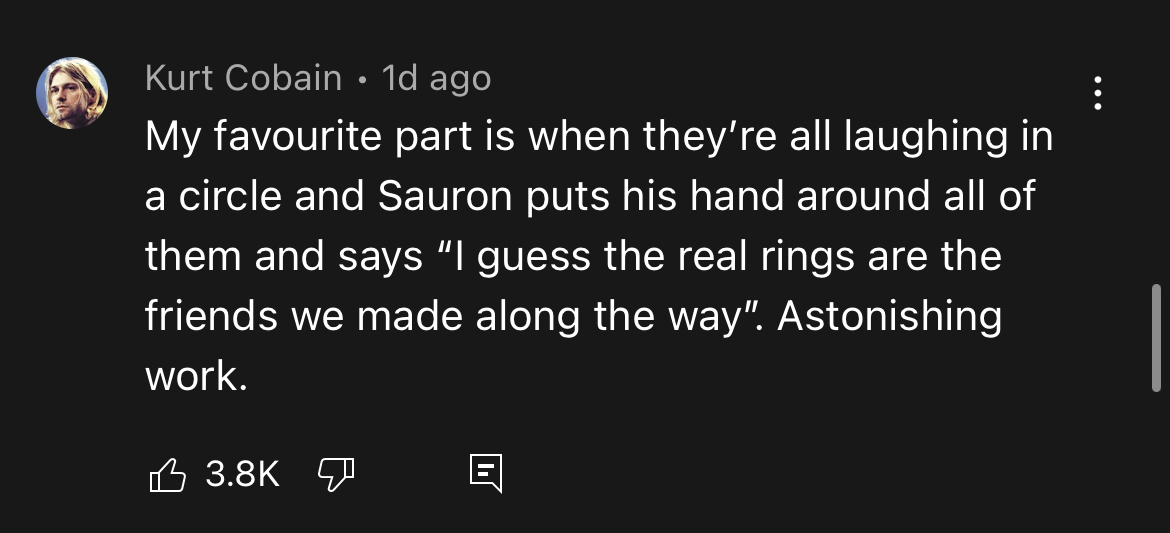 Kurt Cobain • 1d ago
My favourite part is when they’re all laughing in
a circle and Sauron puts his hand around all of
them and says “I guess the real rings are the
friends we made along the way”. Astonishing
work.
3.8K